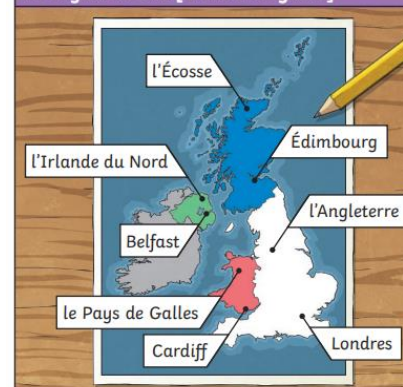 l'Écosse
Édimbourg
l'Irlande du Nord
l'Angleterre
Belfast
le Pays de Galles
Cardiff
Londres